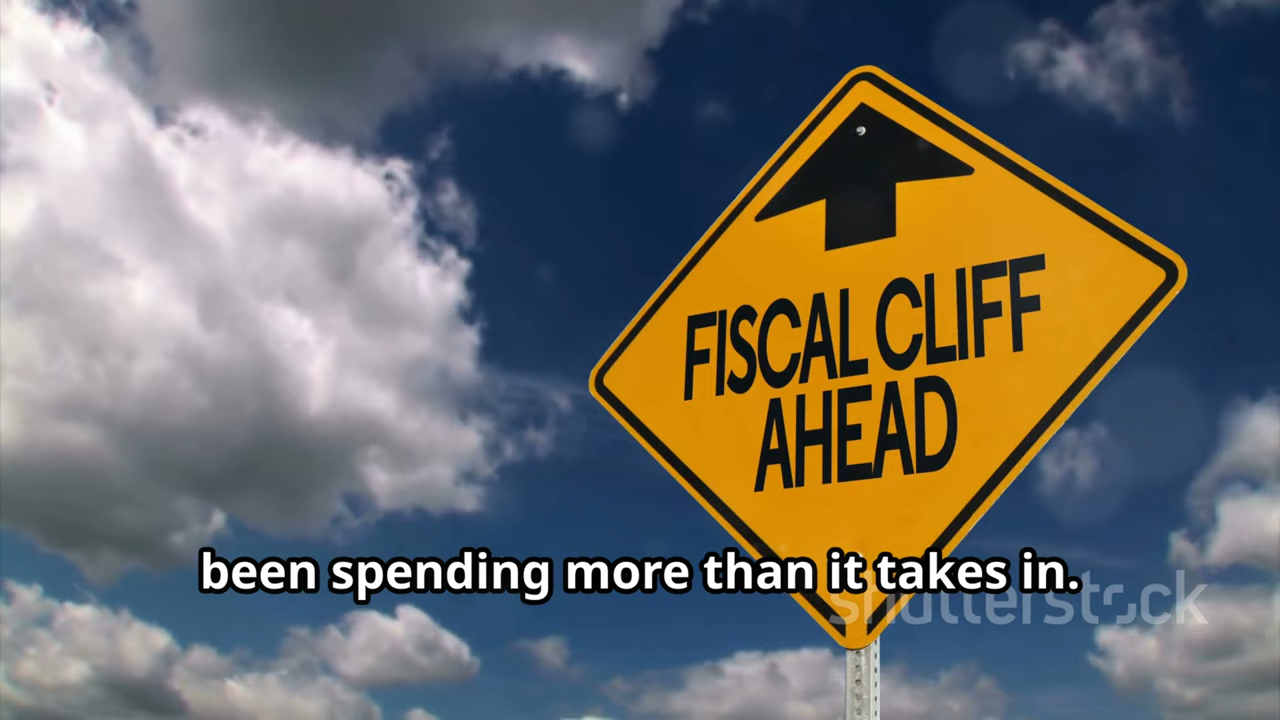 FISCAL CLIFF
AHEAD
been spending more than it takes in.
shutterstock